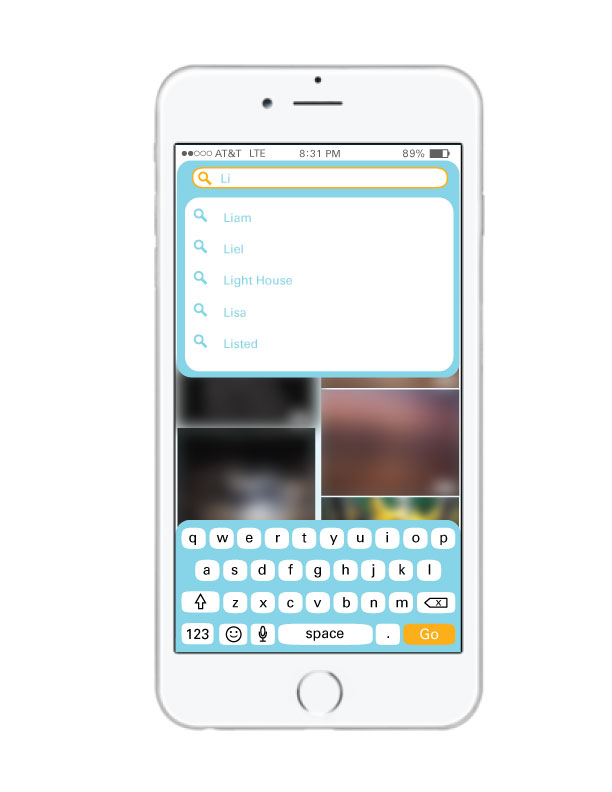 AT&T LTE 8:31 PM 89%
Li
Liam
Liel
Light House
Lisa
Listed
q w e r t y u i o p
a s d f g h j k l
z x c v b n m x
123 space . Go